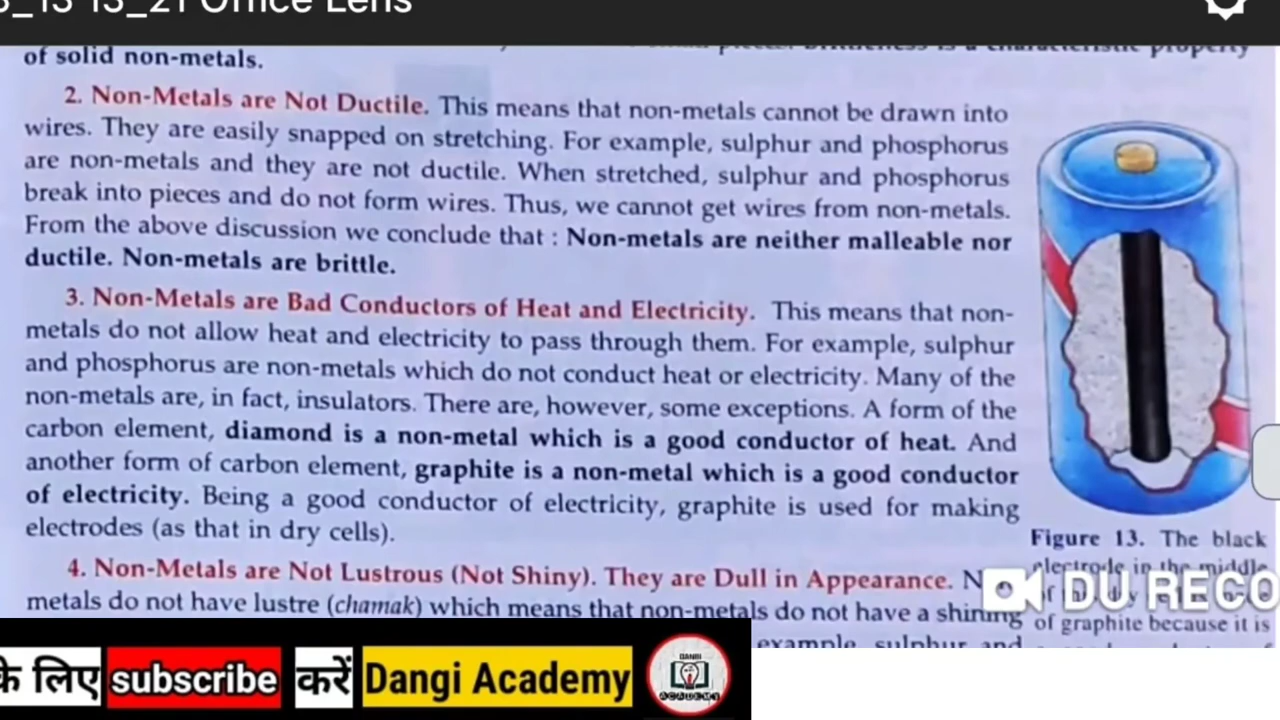 3_13 13_21 Office Lens
of solid non-metals.
2. Non-Metals are Not Ductile. This means that non-metals cannot be drawn into
wires. They are easily snapped on stretching. For example, sulphur and phosphorus
are non-metals and they are not ductile. When stretched, sulphur and phosphorus
break into pieces and do not form wires. Thus, we cannot get wires from non-metals.
From the above discussion we conclude that : Non-metals are neither malleable nor
ductile. Non-metals are brittle.
3. Non-Metals are Bad Conductors of Heat and Electricity. This means that non-
metals do not allow heat and electricity to pass through them. For example, sulphur
and phosphorus are non-metals which do not conduct heat or electricity. Many of the
non-metals are, in fact, insulators. There are, however, some exceptions. A form of the
carbon element, diamond is a non-metal which is a good conductor of heat. And
another form of carbon element, graphite is a non-metal which is a good conductor
of electricity. Being a good conductor of electricity, graphite is used for making
electrodes (as that in dry cells).
4. Non-Metals are Not Lustrous (Not Shiny). They are Dull in Appearance.
metals do not have lustre (chamak) which means that non-metals do not have a shining
example, sulphur and
Figure 13. The black
electrode in the middle
of graphite because it is
DU RECO
के लिए subscribe करें Dangi Academy
DANGI
ACADEMY